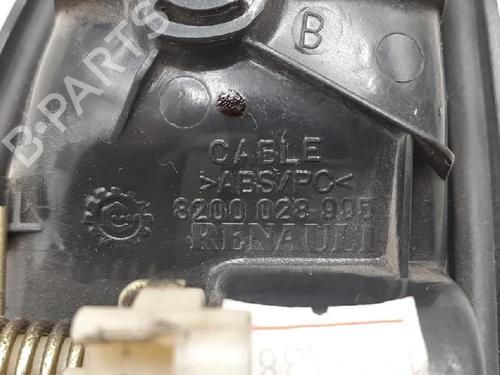 B
B-PARTS
CABLE
>ABS/PC<
8200 028 995
RENAULT